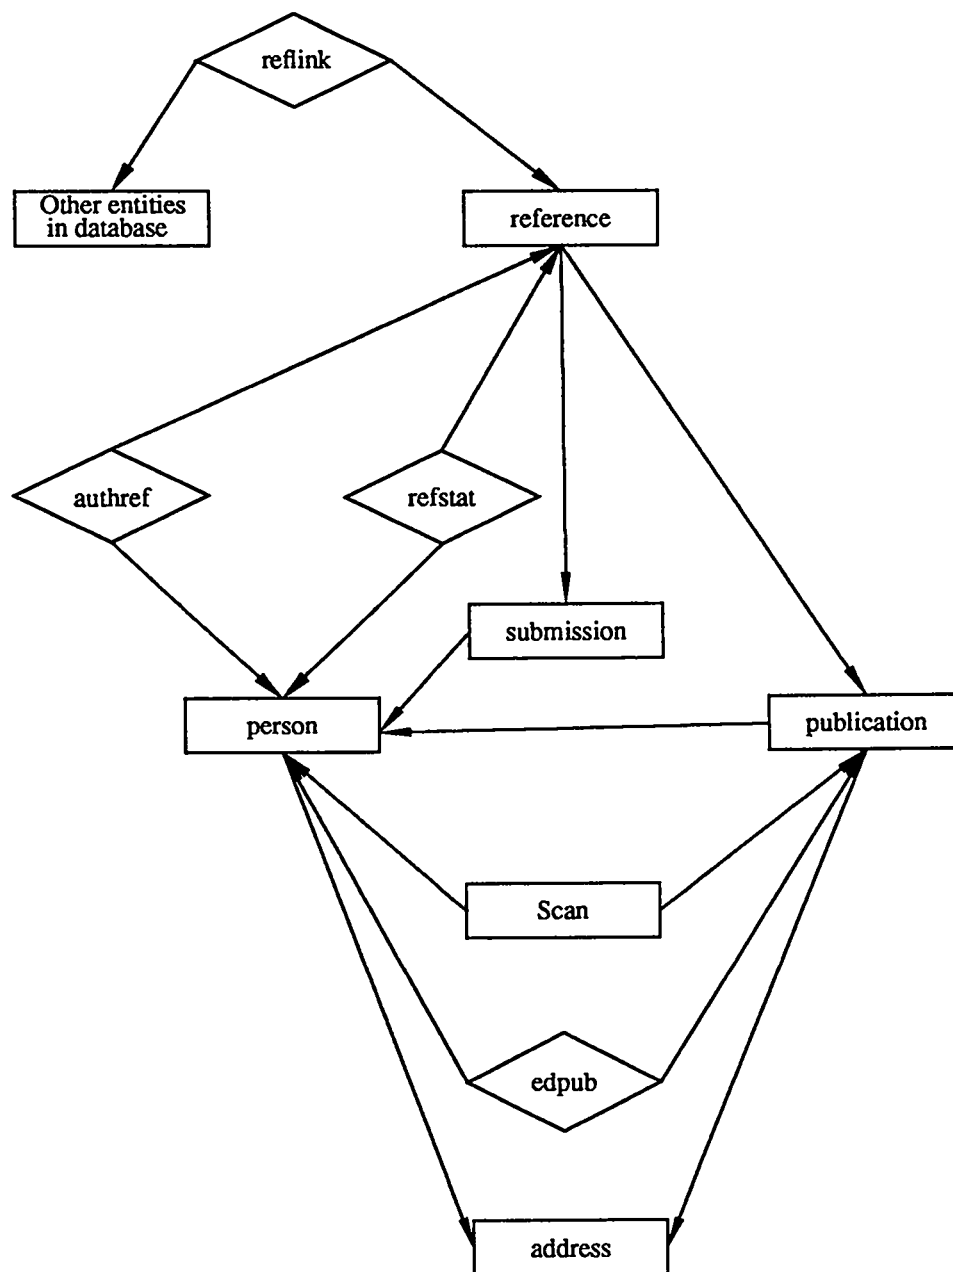 reflink
Other entities
in database
reference
authref
refstat
submission
person
publication
Scan
edpub
address